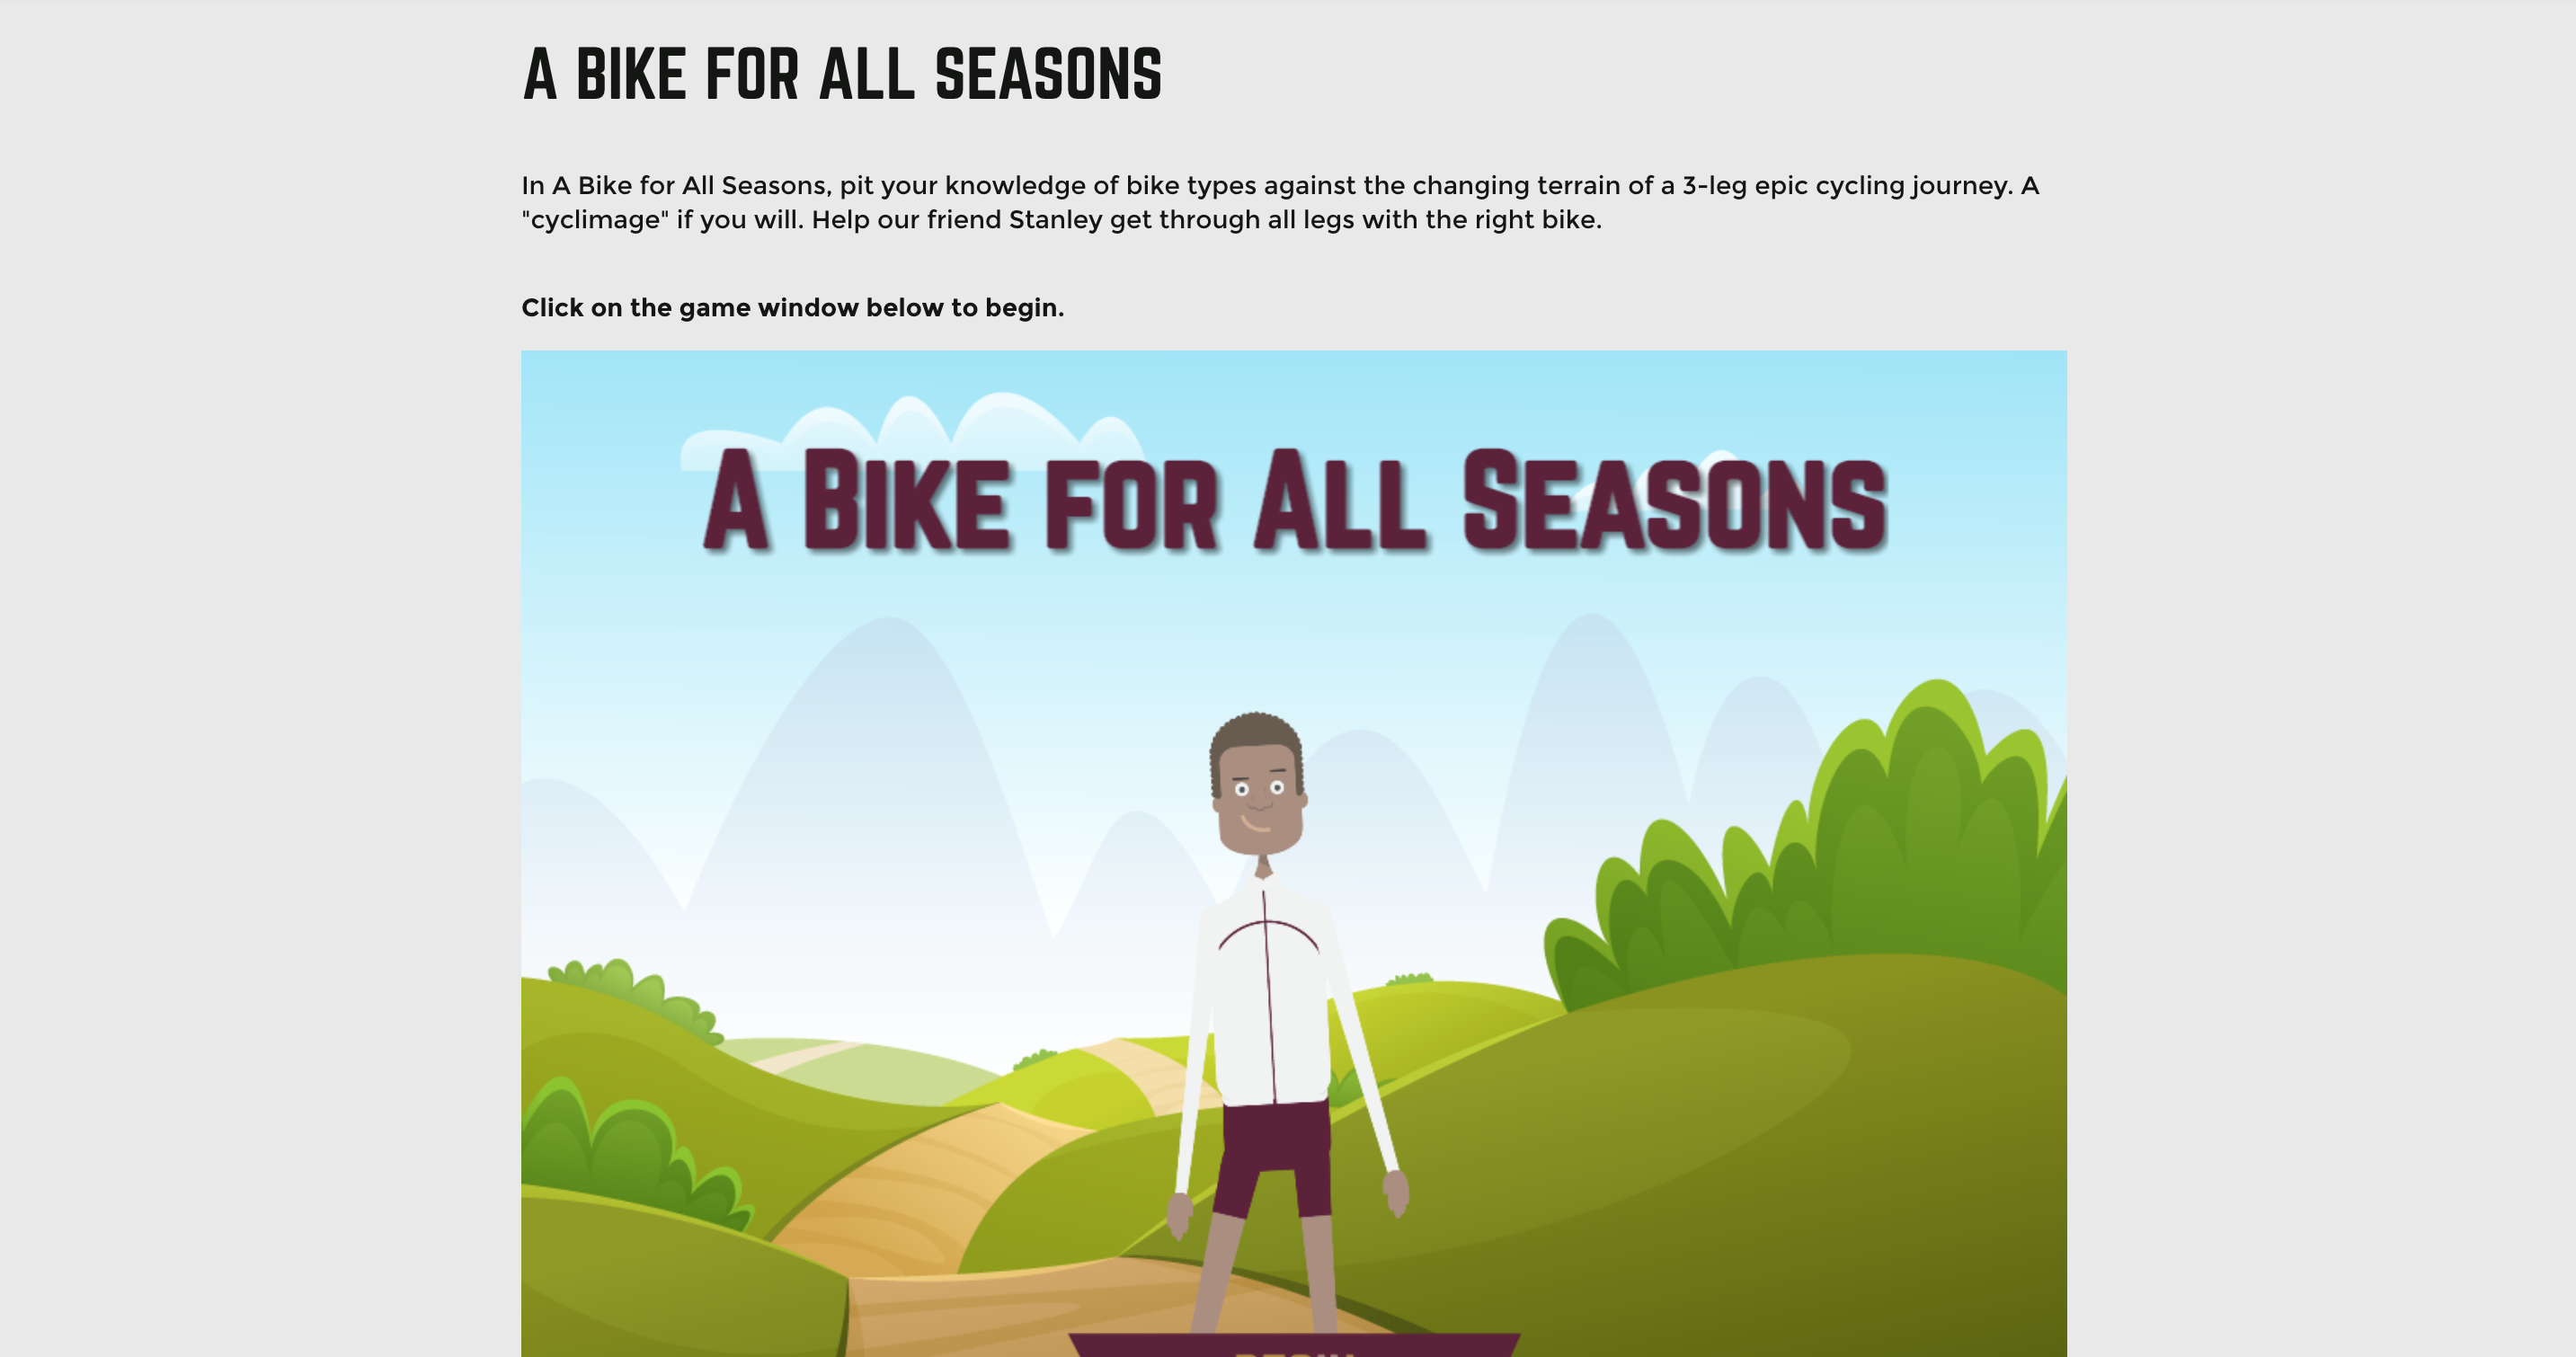 A BIKE FOR ALL SEASONS
In A Bike for All Seasons, pit your knowledge of bike types against the changing terrain of a 3-leg epic cycling journey. A
"cyclimage" if you will. Help our friend Stanley get through all legs with the right bike.
Click on the game window below to begin.
A BIKE FOR ALL SEASONS